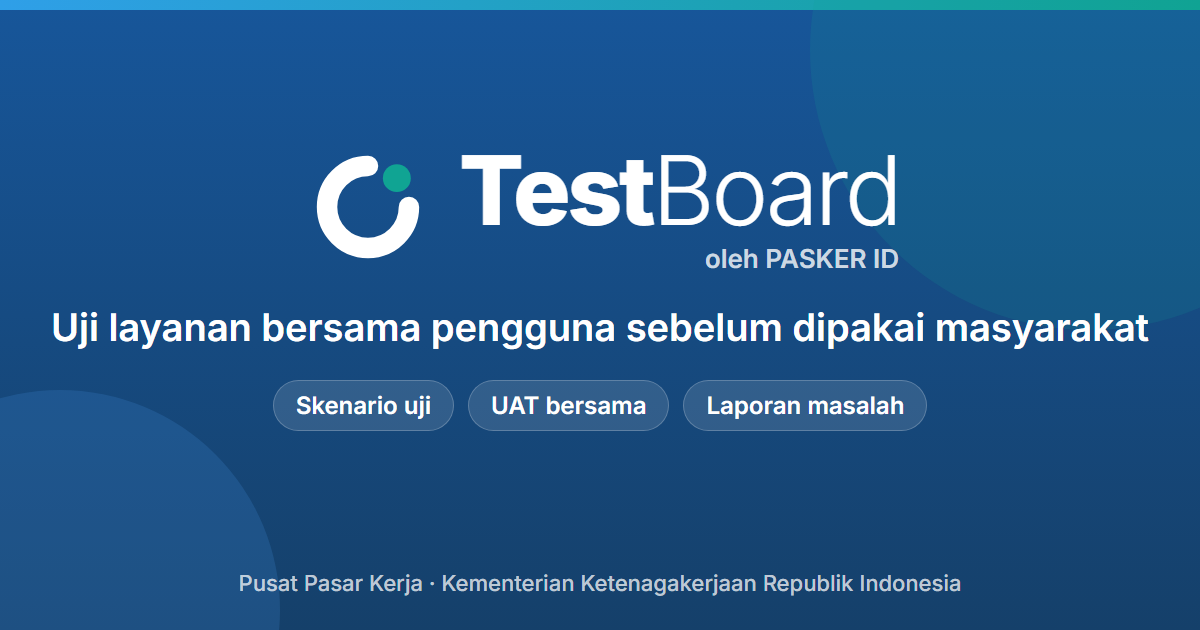 TestBoard
oleh PASKER ID
Uji layanan bersama pengguna sebelum dipakai masyarakat
Skenario uji
UAT bersama
Laporan masalah
Pusat Pasar Kerja · Kementerian Ketenagakerjaan Republik Indonesia